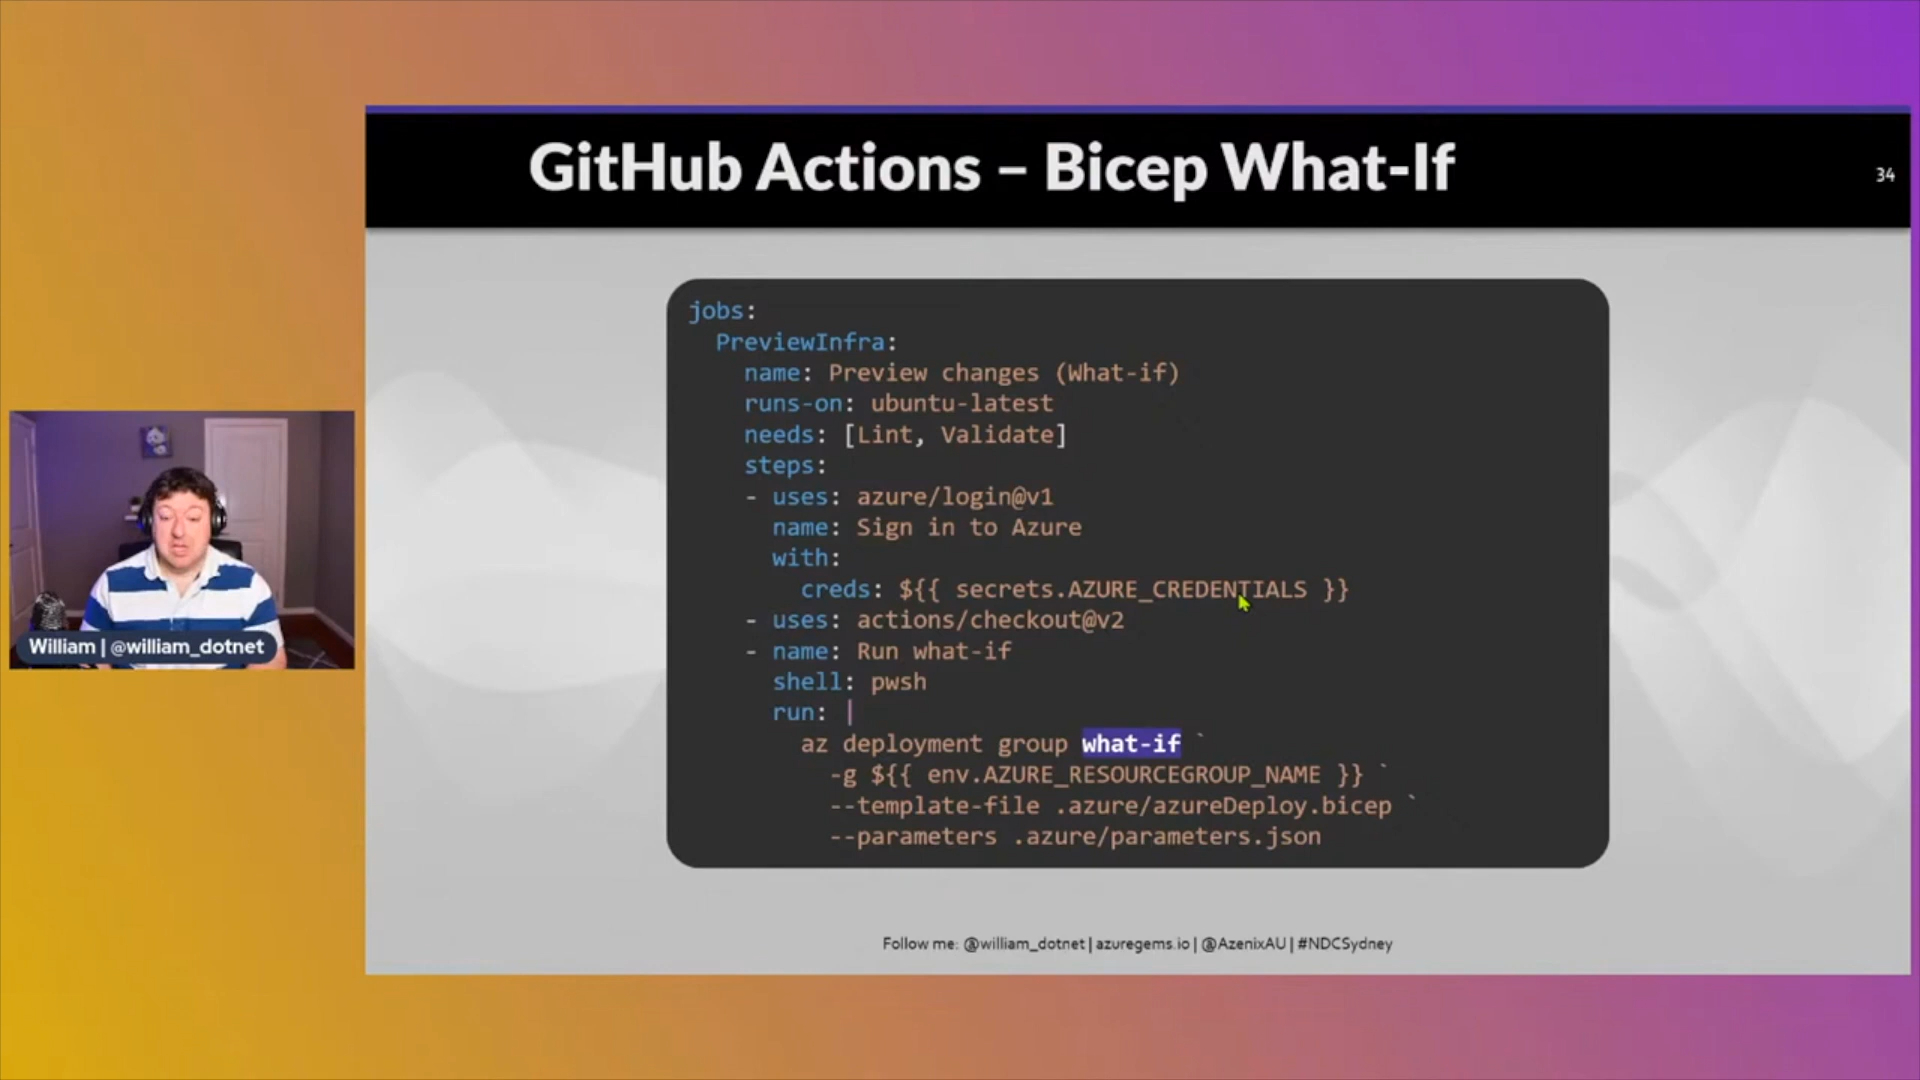 GitHub Actions – Bicep What-If
34
jobs:
PreviewInfra:
name: Preview changes (What-if)
runs-on: ubuntu-latest
needs: [Lint, Validate]
steps:
- uses: azure/login@v1
name: Sign in to Azure
with:
creds: ${{ secrets.AZURE_CREDENTIALS }}
- uses: actions/checkout@v2
- name: Run what-if
shell: pwsh
run: |
az deployment group what-if `
-g ${{ env.AZURE_RESOURCEGROUP_NAME }} `
--template-file .azure/azureDeploy.bicep `
--parameters .azure/parameters.json
William | @william_dotnet
Follow me: @william_dotnet | azuregems.io | @AzenixAU | #NDCSydney